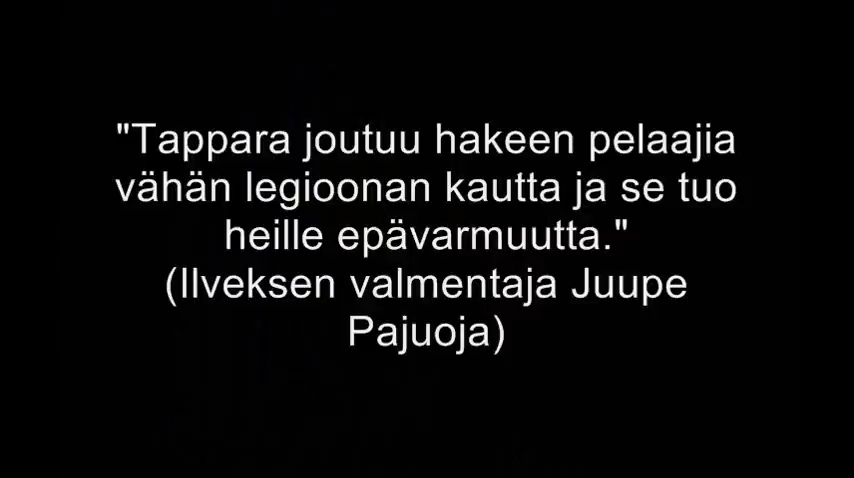 "Tappara joutuu hakeen pelaajia
vähän legioonan kautta ja se tuo
heille epävarmuutta."
(Ilveksen valmentaja Juupe
Pajuoja)